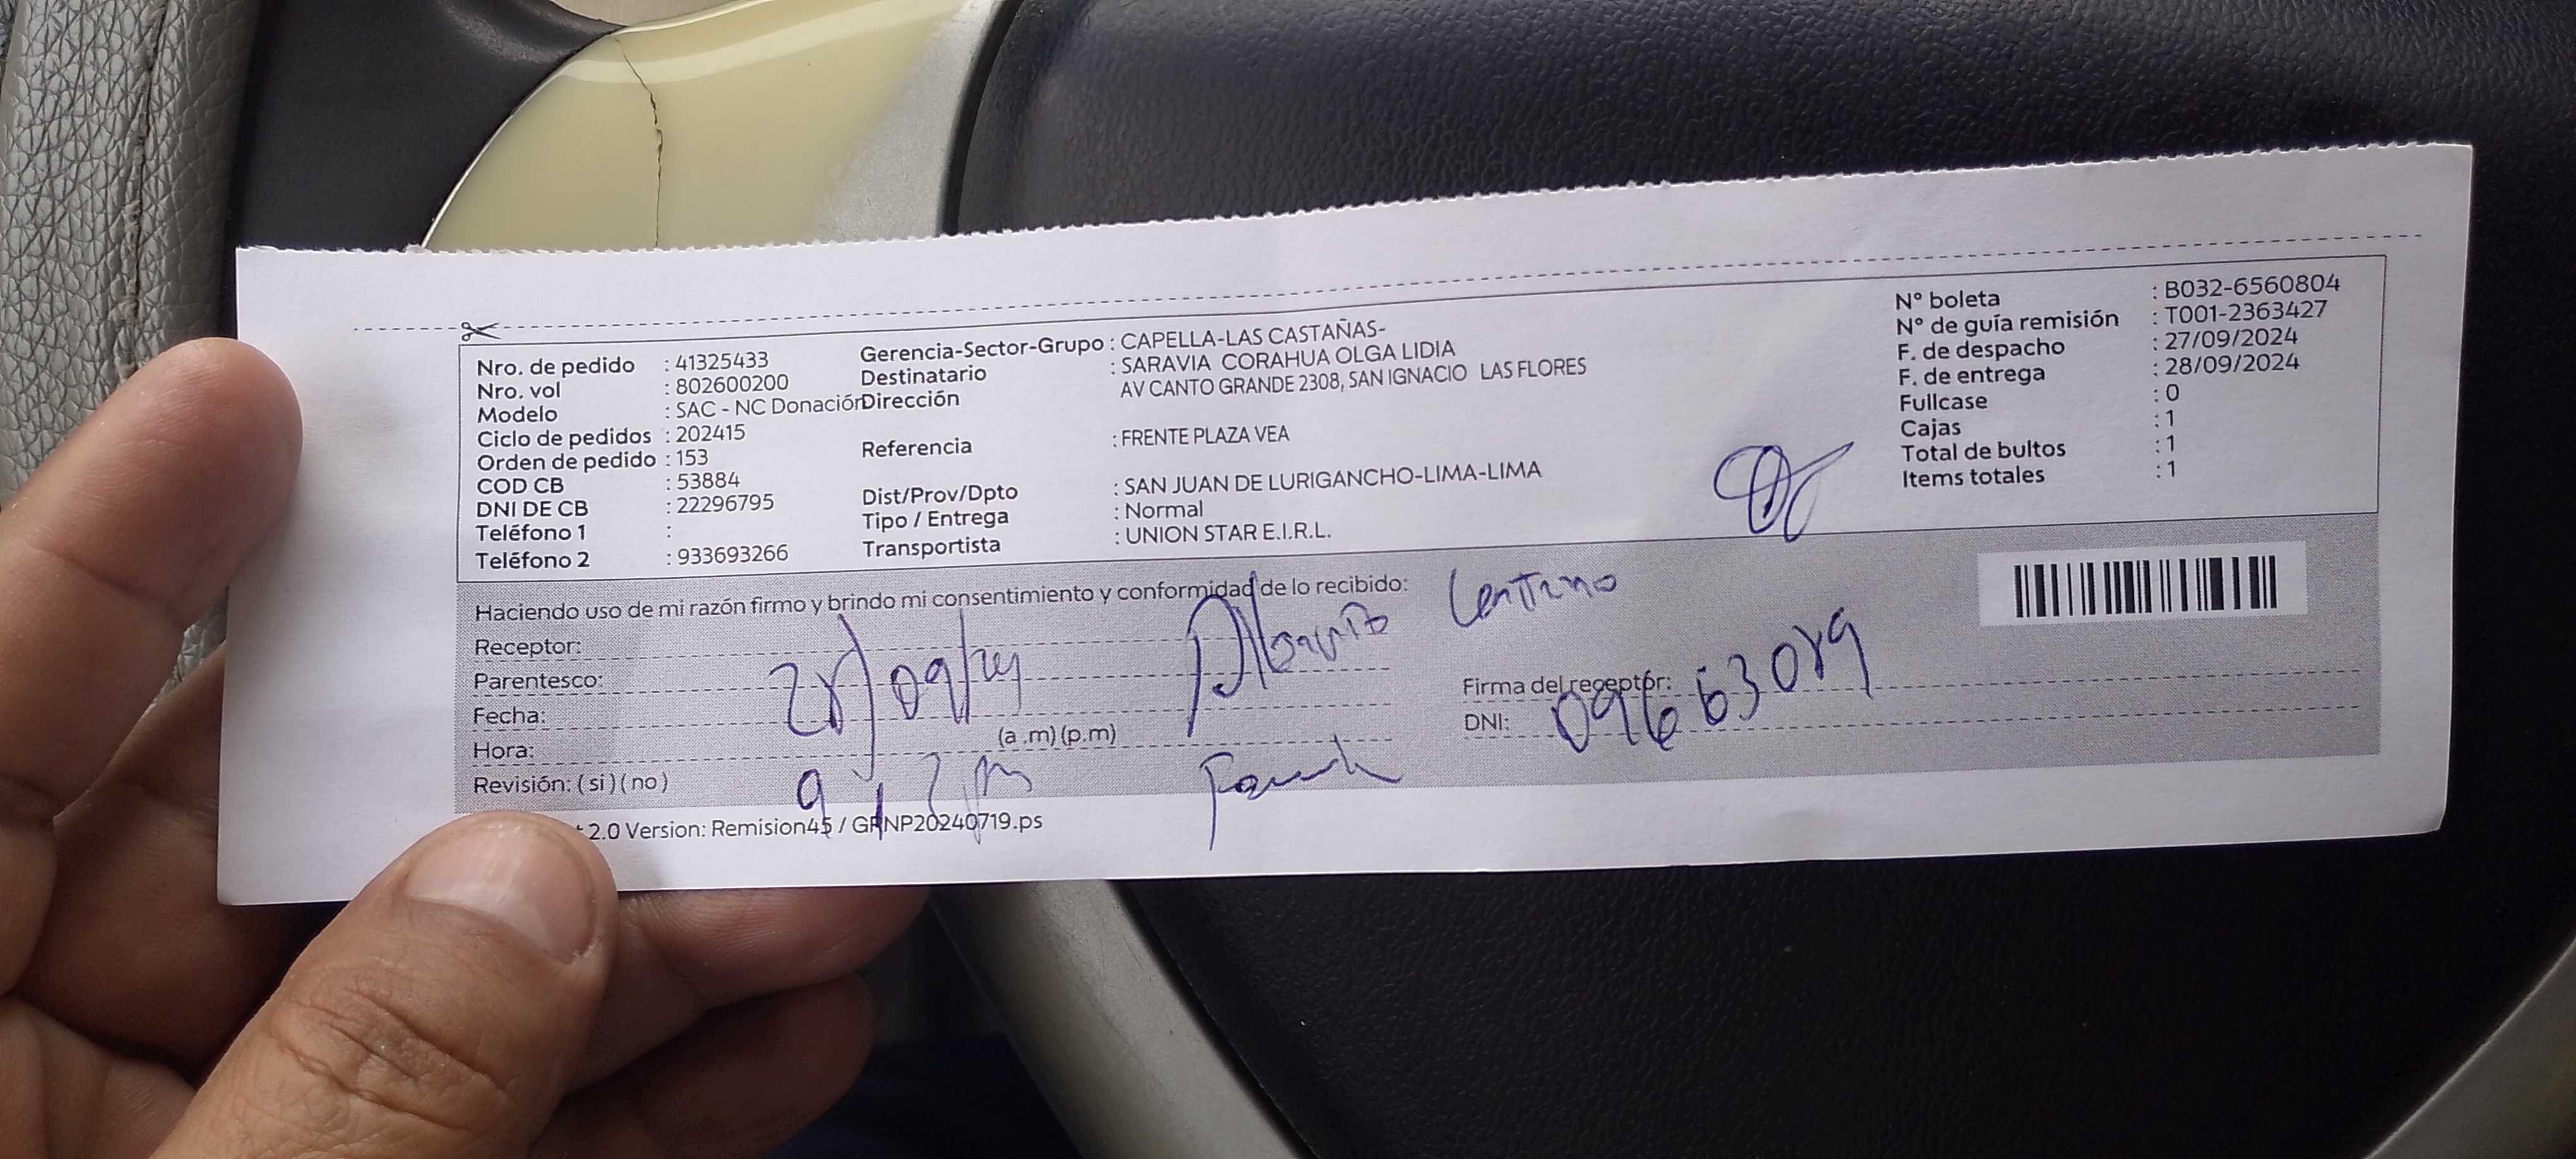 Nro. de pedido : 41325433
Nro. vol : 802600200
Modelo : SAC - NC Donación
Ciclo de pedidos : 202415
Orden de pedido : 153
COD CB : 53884
DNI DE CB : 22296795
Teléfono 1 :
Teléfono 2 : 933693266
Gerencia-Sector-Grupo : CAPELLA-LAS CASTAÑAS-
Destinatario : SARAVIA CORAHUA OLGA LIDIA
Dirección AV CANTO GRANDE 2308, SAN IGNACIO LAS FLORES
Referencia : FRENTE PLAZA VEA
Dist/Prov/Dpto : SAN JUAN DE LURIGANCHO-LIMA-LIMA
Tipo / Entrega : Normal
Transportista : UNION STAR E.I.R.L.
N° boleta : B032-6560804
N° de guía remisión : T001-2363427
F. de despacho : 27/09/2024
F. de entrega : 28/09/2024
Fullcase : 0
Cajas : 1
Total de bultos : 1
Items totales : 1
Haciendo uso de mi razón firmo y brindo mi consentimiento y conformidad de lo recibido:
Receptor:
Parentesco:
Fecha: 28/09/24
Hora: (a .m) (p.m)
Revisión: ( si ) ( no )
Firma del receptor:
DNI: 09663089
2.0 Version: Remision45 / GRNP20240719.ps